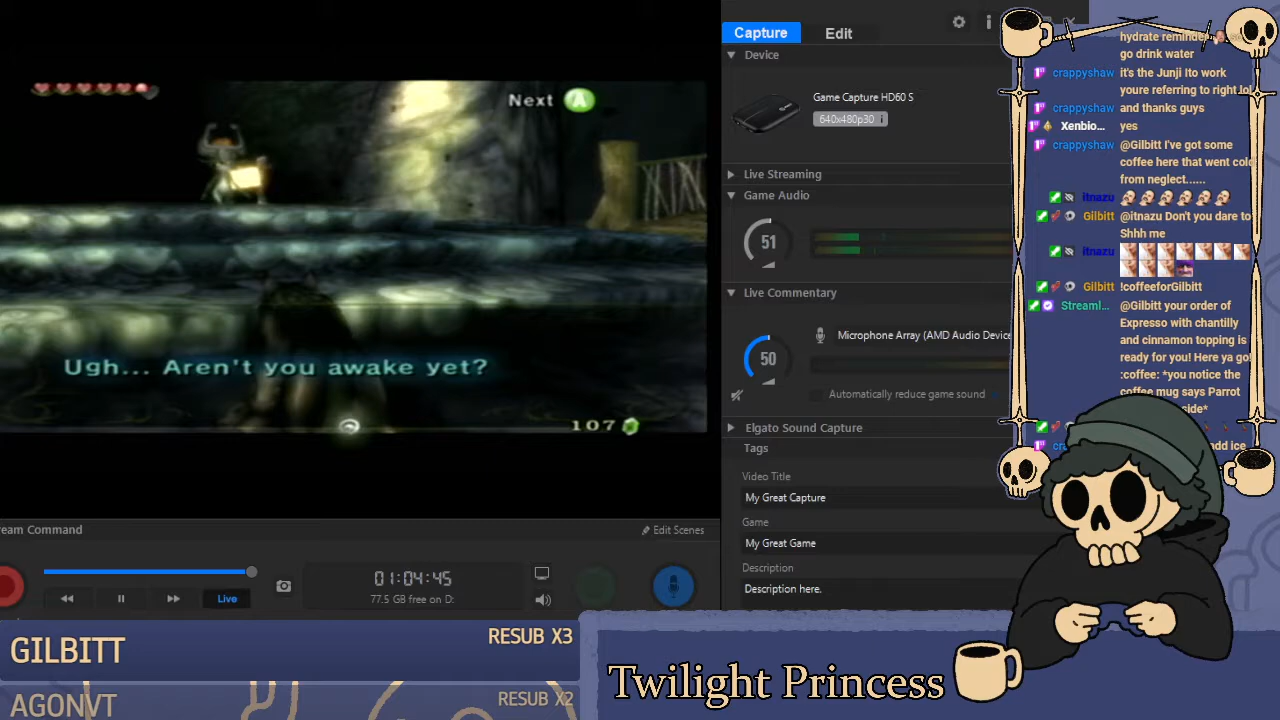 Next A
Ugh... Aren't you awake yet?
107
Capture
Edit
Device
Game Capture HD60 S
640x480p30 i
Live Streaming
Game Audio
51
Live Commentary
50
Microphone Array (AMD Audio Device
Automatically reduce game sound
Elgato Sound Capture
Tags
Video Title
My Great Capture
Game
My Great Game
Description
Description here.
ream Command
Edit Scenes
Live
01:04:45
77.5 GB free on D:
hydrate reminder
go drink water
crappyshaw it's the Junji Ito work
youre referring to right lol
crappyshaw and thanks guys
Xenbio... yes
crappyshaw @Gilbitt I've got some
coffee here that went cold
from neglect......
itnazu
Gilbitt @itnazu Don't you dare to
Shhh me
itnazu
Gilbitt !coffeeforGilbitt
Streaml... @Gilbitt your order of
Expresso with chantilly
and cinnamon topping is
ready for you! Here ya go!
:coffee: *you notice the
coffee mug says Parrot
side*
add ice
GILBITT
RESUB X3
AGONVT
RESUB X2
Twilight Princess